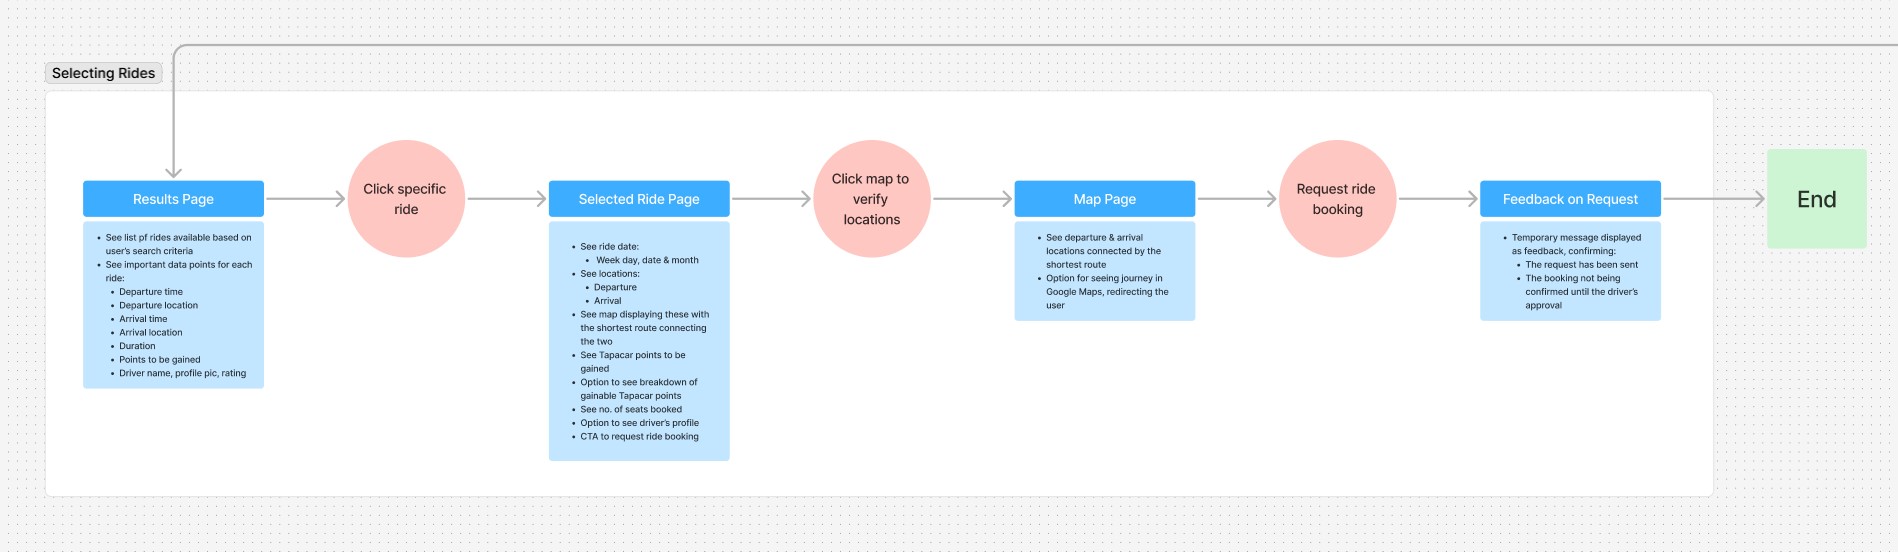 Selecting Rides
Results Page
• See list pf rides available based on
user's search criteria
• See important data points for each
ride:
• Departure time
• Departure location
• Arrival time
• Arrival location
• Duration
• Points to be gained
• Driver name, profile pic, rating
Click specific
ride
Selected Ride Page
• See ride date:
• Week day, date & month
• See locations:
• Departure
• Arrival
• See map displaying these with
the shortest route connecting
the two
• See Tapacar points to be
gained
• Option to see breakdown of
gainable Tapacar points
• See no. of seats booked
• Option to see driver's profile
• CTA to request ride booking
Click map to
verify
locations
Map Page
• See departure & arrival
locations connected by the
shortest route
• Option for seeing journey in
Google Maps, redirecting the
user
Request ride
booking
Feedback on Request
• Temporary message displayed
as feedback, confirming:
• The request has been sent
• The booking not being
confirmed until the driver's
approval
End